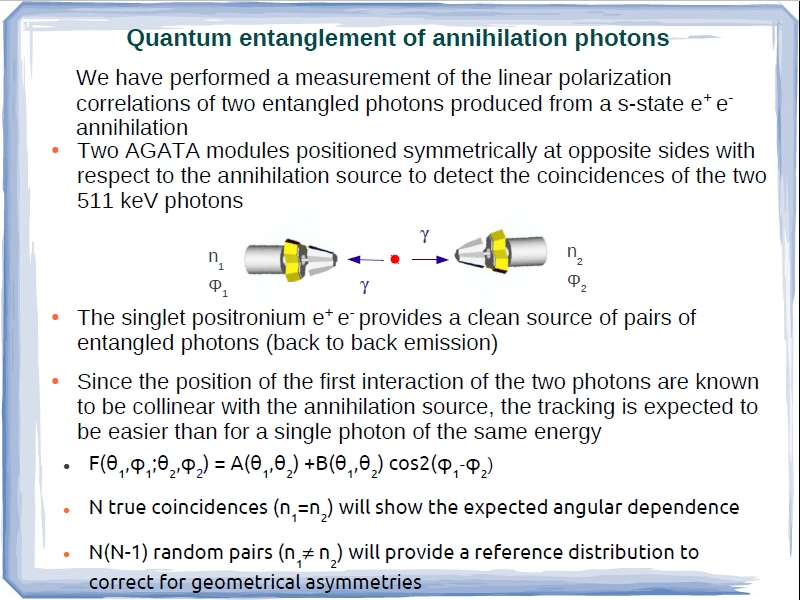 Quantum entanglement of annihilation photons
We have performed a measurement of the linear polarization
correlations of two entangled photons produced from a s-state e⁺ e⁻
annihilation
• Two AGATA modules positioned symmetrically at opposite sides with
respect to the annihilation source to detect the coincidences of the two
511 keV photons
γ
n₁
n₂
φ₁
γ
φ₂
• The singlet positronium e⁺ e⁻ provides a clean source of pairs of
entangled photons (back to back emission)
• Since the position of the first interaction of the two photons are known
to be collinear with the annihilation source, the tracking is expected to
be easier than for a single photon of the same energy
• F(θ₁,φ₁;θ₂,φ₂) = A(θ₁,θ₂) +B(θ₁,θ₂) cos2(φ₁-φ₂)
• N true coincidences (n₁=n₂) will show the expected angular dependence
• N(N-1) random pairs (n₁≠ n₂) will provide a reference distribution to
correct for geometrical asymmetries